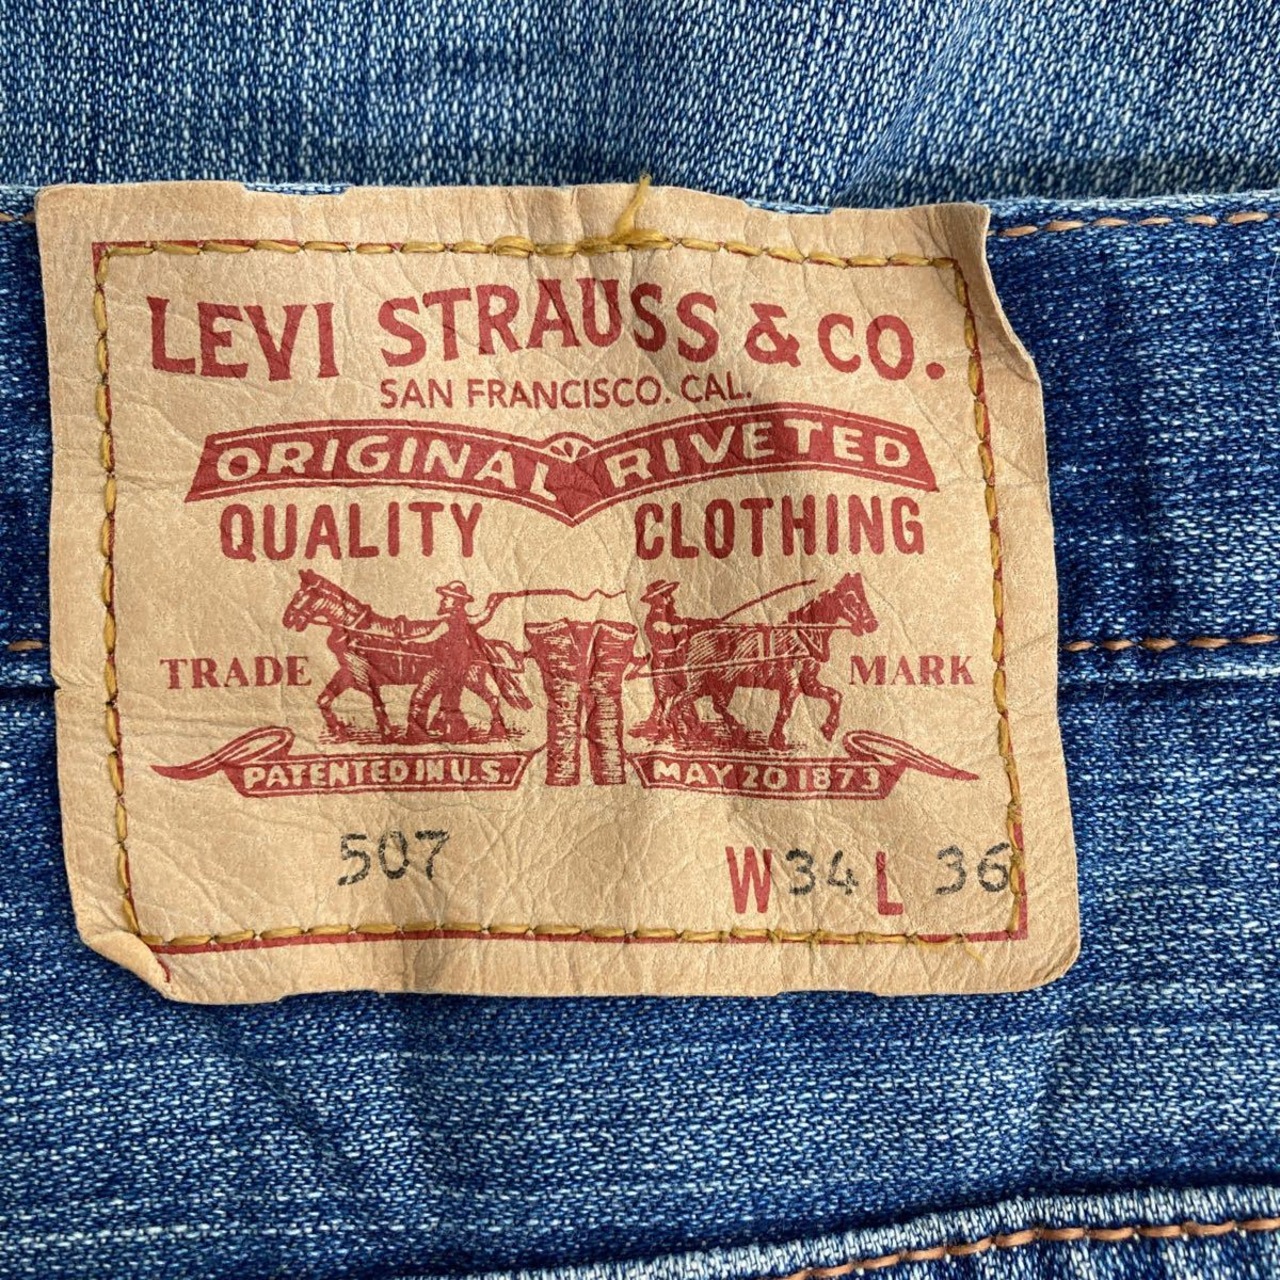 LEVI STRAUSS & CO.
SAN FRANCISCO. CAL.
ORIGINAL RIVETED
QUALITY CLOTHING
TRADE MARK
PATENTED IN U.S. MAY 20 1873
507 W 34 L 36